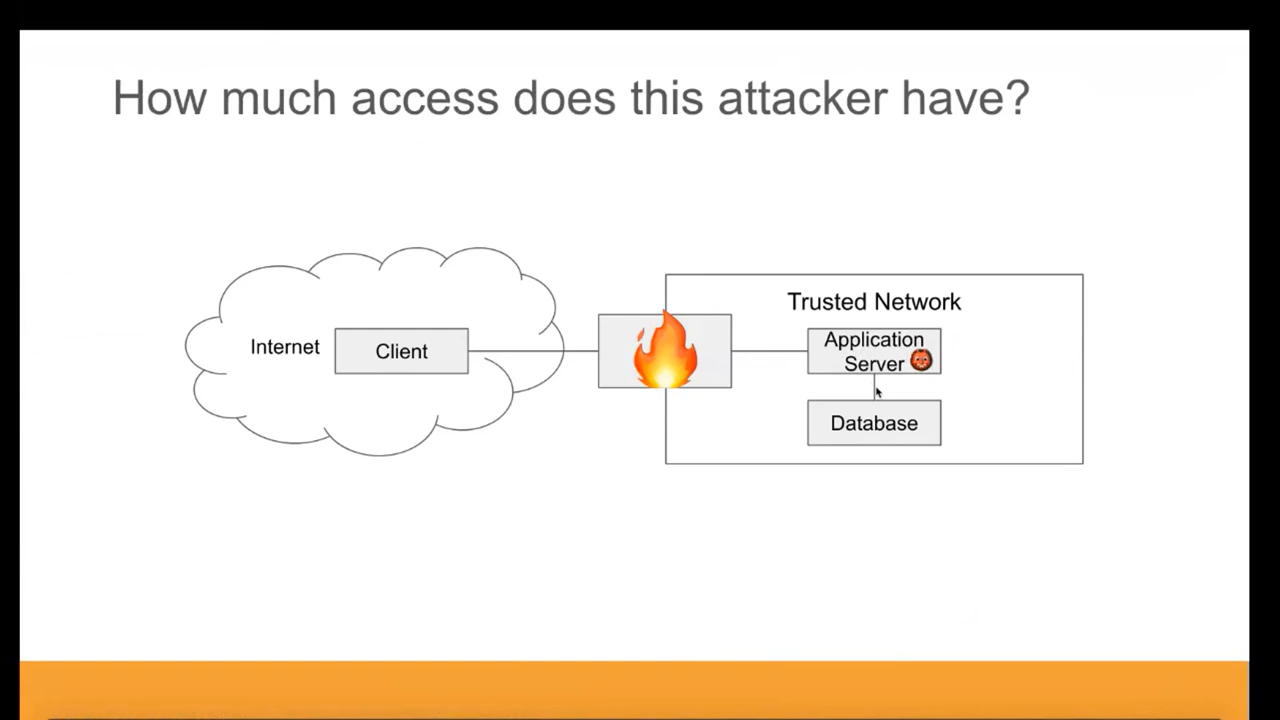 How much access does this attacker have?
Internet
Client
Trusted Network
Application
Server
Database